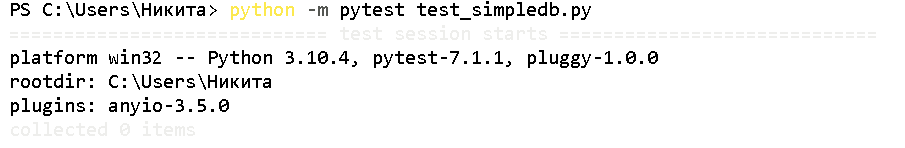 PS C:\Users\Никита> python -m pytest test_simpledb.py
============================= test session starts =============================
platform win32 -- Python 3.10.4, pytest-7.1.1, pluggy-1.0.0
rootdir: C:\Users\Никита
plugins: anyio-3.5.0
collected 0 items